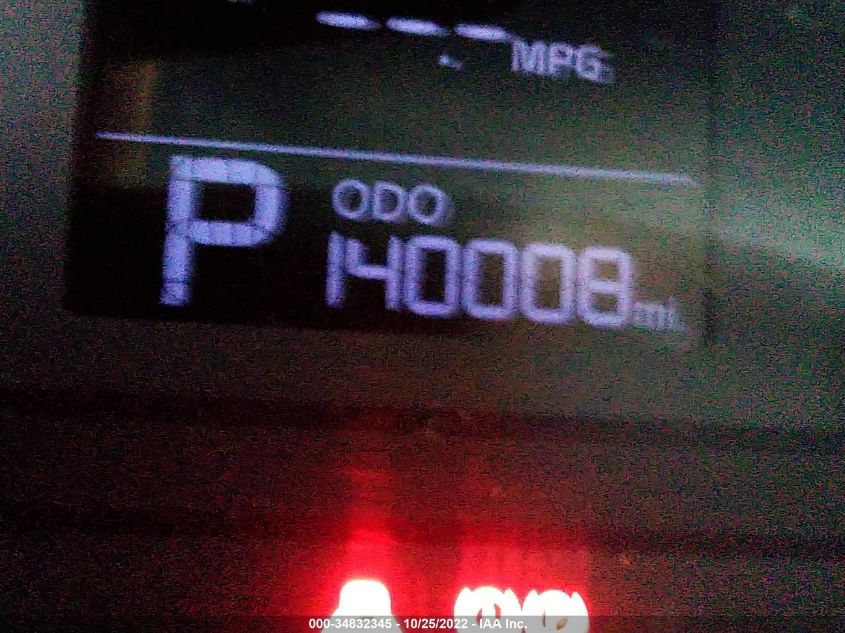 --- MPG
P ODO
140008 mi.
000-34832345 - 10/25/2022 - IAA Inc.